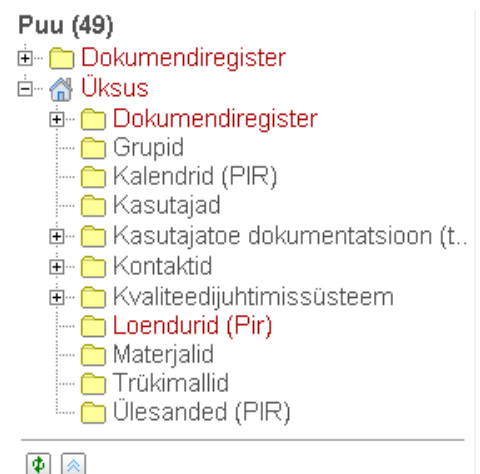 Puu (49)
Dokumendiregister
Üksus
Dokumendiregister
Grupid
Kalendrid (PIR)
Kasutajad
Kasutajatoe dokumentatsioon (t..
Kontaktid
Kvaliteedijuhtimissüsteem
Loendurid (Pir)
Materjalid
Trükimallid
Ülesanded (PIR)